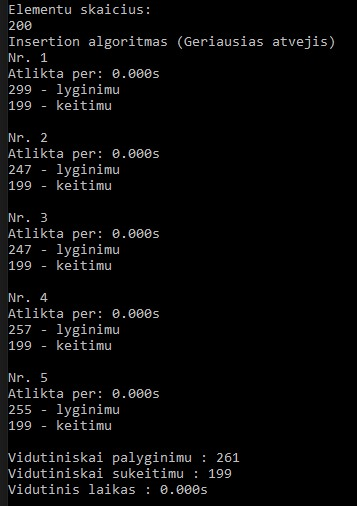 Elementu skaicius:
200
Insertion algoritmas (Geriausias atvejis)
Nr. 1
Atlikta per: 0.000s
299 - lyginimu
199 - keitimu
Nr. 2
Atlikta per: 0.000s
247 - lyginimu
199 - keitimu
Nr. 3
Atlikta per: 0.000s
247 - lyginimu
199 - keitimu
Nr. 4
Atlikta per: 0.000s
257 - lyginimu
199 - keitimu
Nr. 5
Atlikta per: 0.000s
255 - lyginimu
199 - keitimu
Vidutiniskai palyginimu : 261
Vidutiniskai sukeitimu : 199
Vidutinis laikas : 0.000s